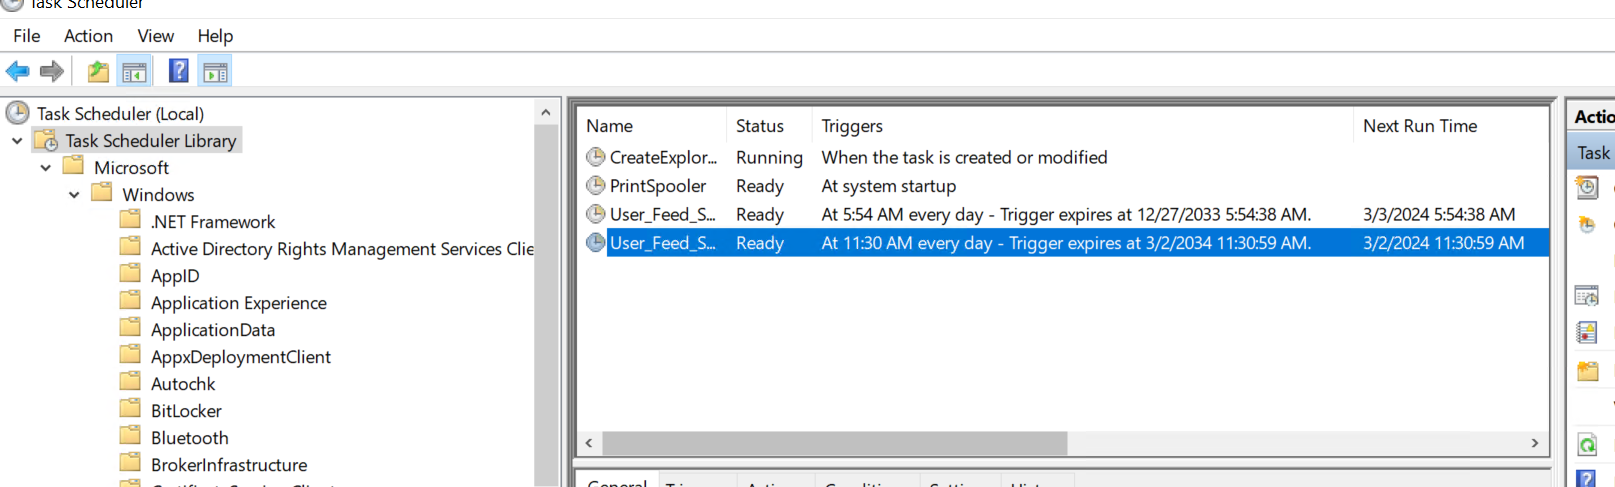 Task Scheduler
File Action View Help
Task Scheduler (Local)
Task Scheduler Library
Microsoft
Windows
.NET Framework
Active Directory Rights Management Services Clie
AppID
Application Experience
ApplicationData
AppxDeploymentClient
Autochk
BitLocker
Bluetooth
BrokerInfrastructure
Name Status Triggers Next Run Time
CreateExplor... Running When the task is created or modified
PrintSpooler Ready At system startup
User_Feed_S... Ready At 5:54 AM every day - Trigger expires at 12/27/2033 5:54:38 AM. 3/3/2024 5:54:38 AM
User_Feed_S... Ready At 11:30 AM every day - Trigger expires at 3/2/2034 11:30:59 AM. 3/2/2024 11:30:59 AM
General
Actio
Task